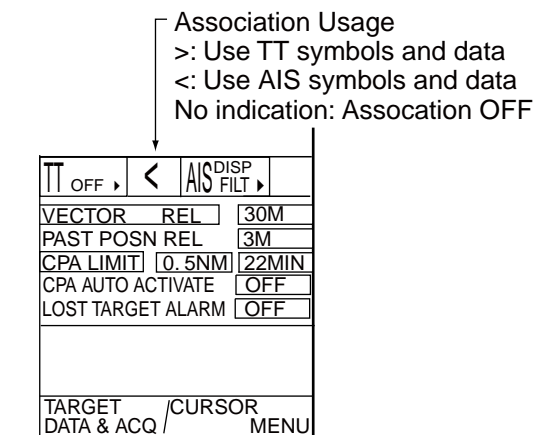 Association Usage
>: Use TT symbols and data
<: Use AIS symbols and data
No indication: Assocation OFF
TT OFF ▸ < AIS DISP FILT ▸
VECTOR REL 30M
PAST POSN REL 3M
CPA LIMIT 0. 5NM 22MIN
CPA AUTO ACTIVATE OFF
LOST TARGET ALARM OFF
TARGET DATA & ACQ / CURSOR MENU